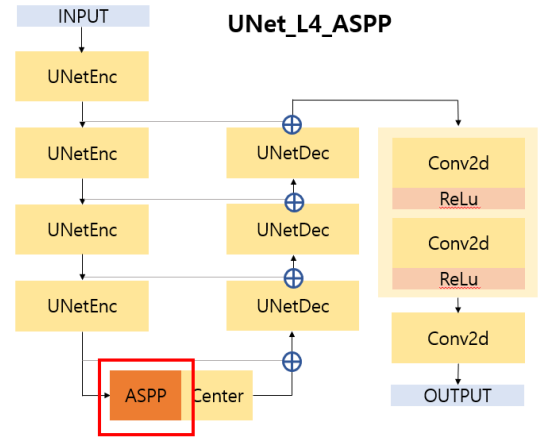 INPUT
UNet_L4_ASPP
UNetEnc
UNetEnc
UNetDec
Conv2d
ReLu
UNetEnc
UNetDec
Conv2d
ReLu
UNetEnc
UNetDec
Conv2d
ASPP
Center
OUTPUT